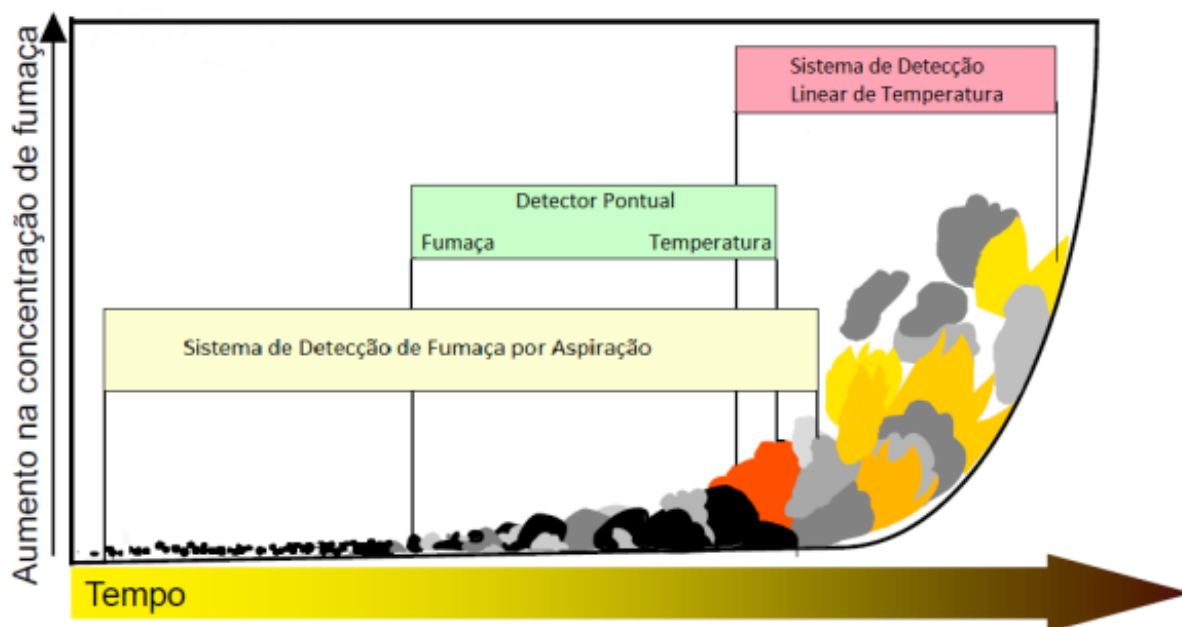 Aumento na concentração de fumaça
Sistema de Detecção
Linear de Temperatura
Detector Pontual
Fumaça Temperatura
Sistema de Detecção de Fumaça por Aspiração
Tempo